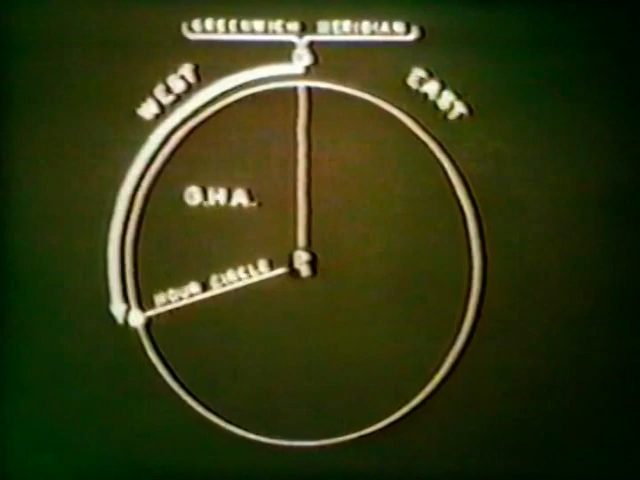 GREENWICH MERIDIAN
WEST
EAST
G.H.A.
HOUR CIRCLE